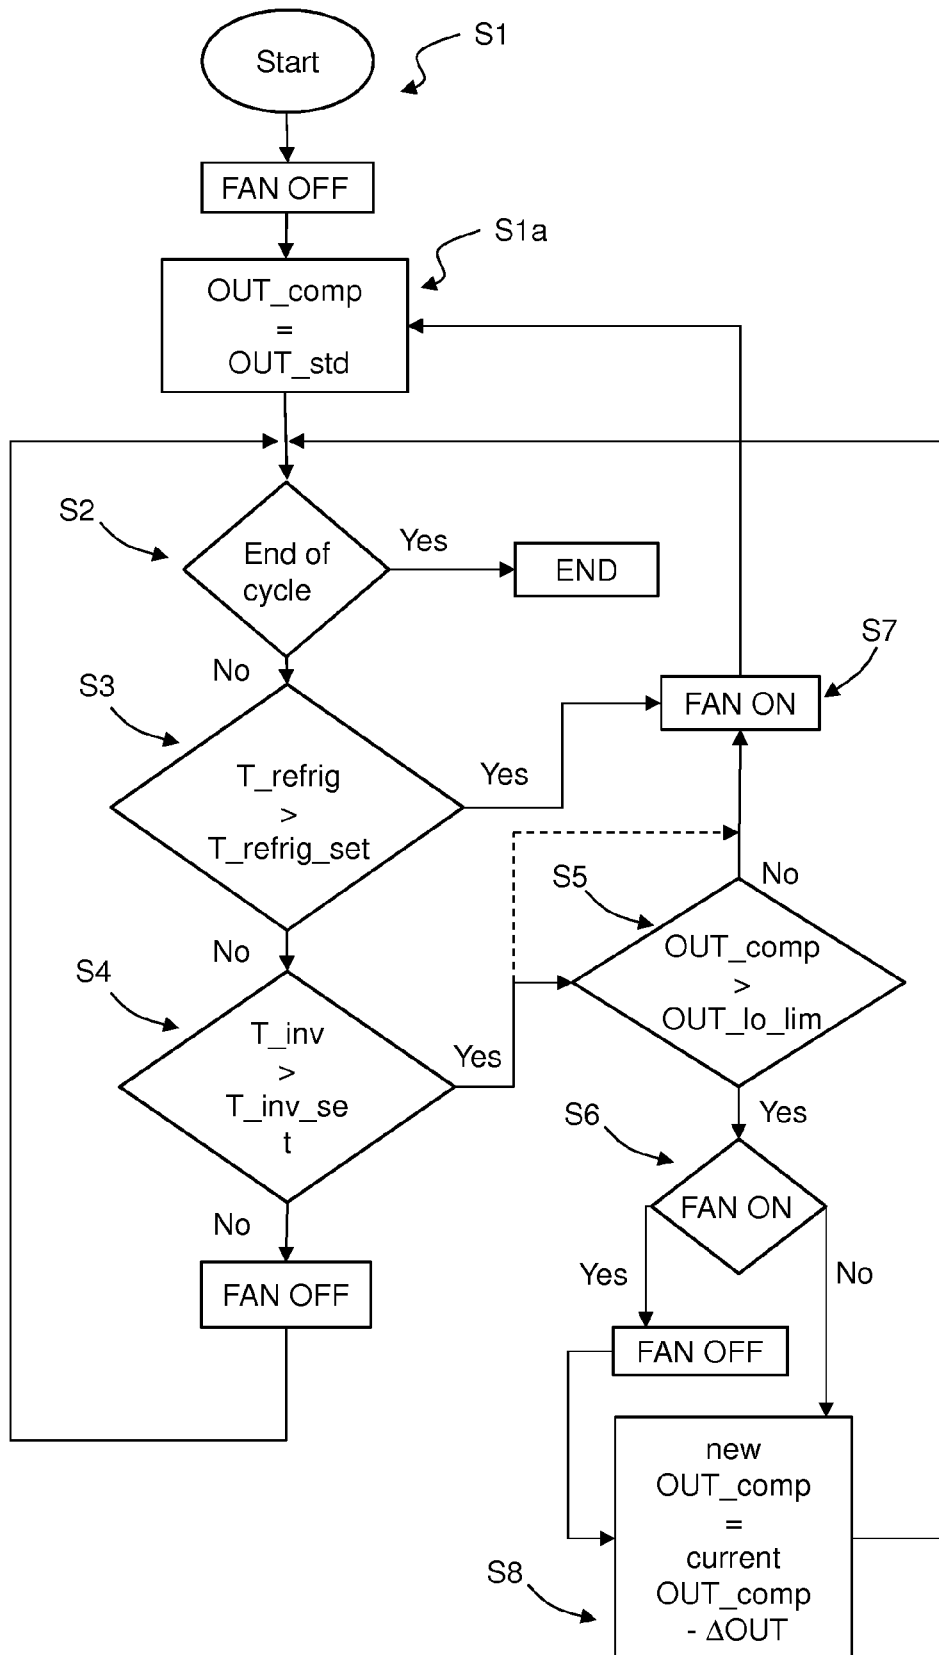 Start
S1
FAN OFF
S1a
OUT_comp
=
OUT_std
S2
End of
cycle
Yes
END
No
S3
T_refrig
>
T_refrig_set
Yes
S7
FAN ON
No
S4
T_inv
>
T_inv_se
t
Yes
S5
No
OUT_comp
>
OUT_lo_lim
Yes
S6
FAN ON
No
FAN OFF
Yes
No
FAN OFF
new
OUT_comp
=
current
OUT_comp
- ΔOUT
S8